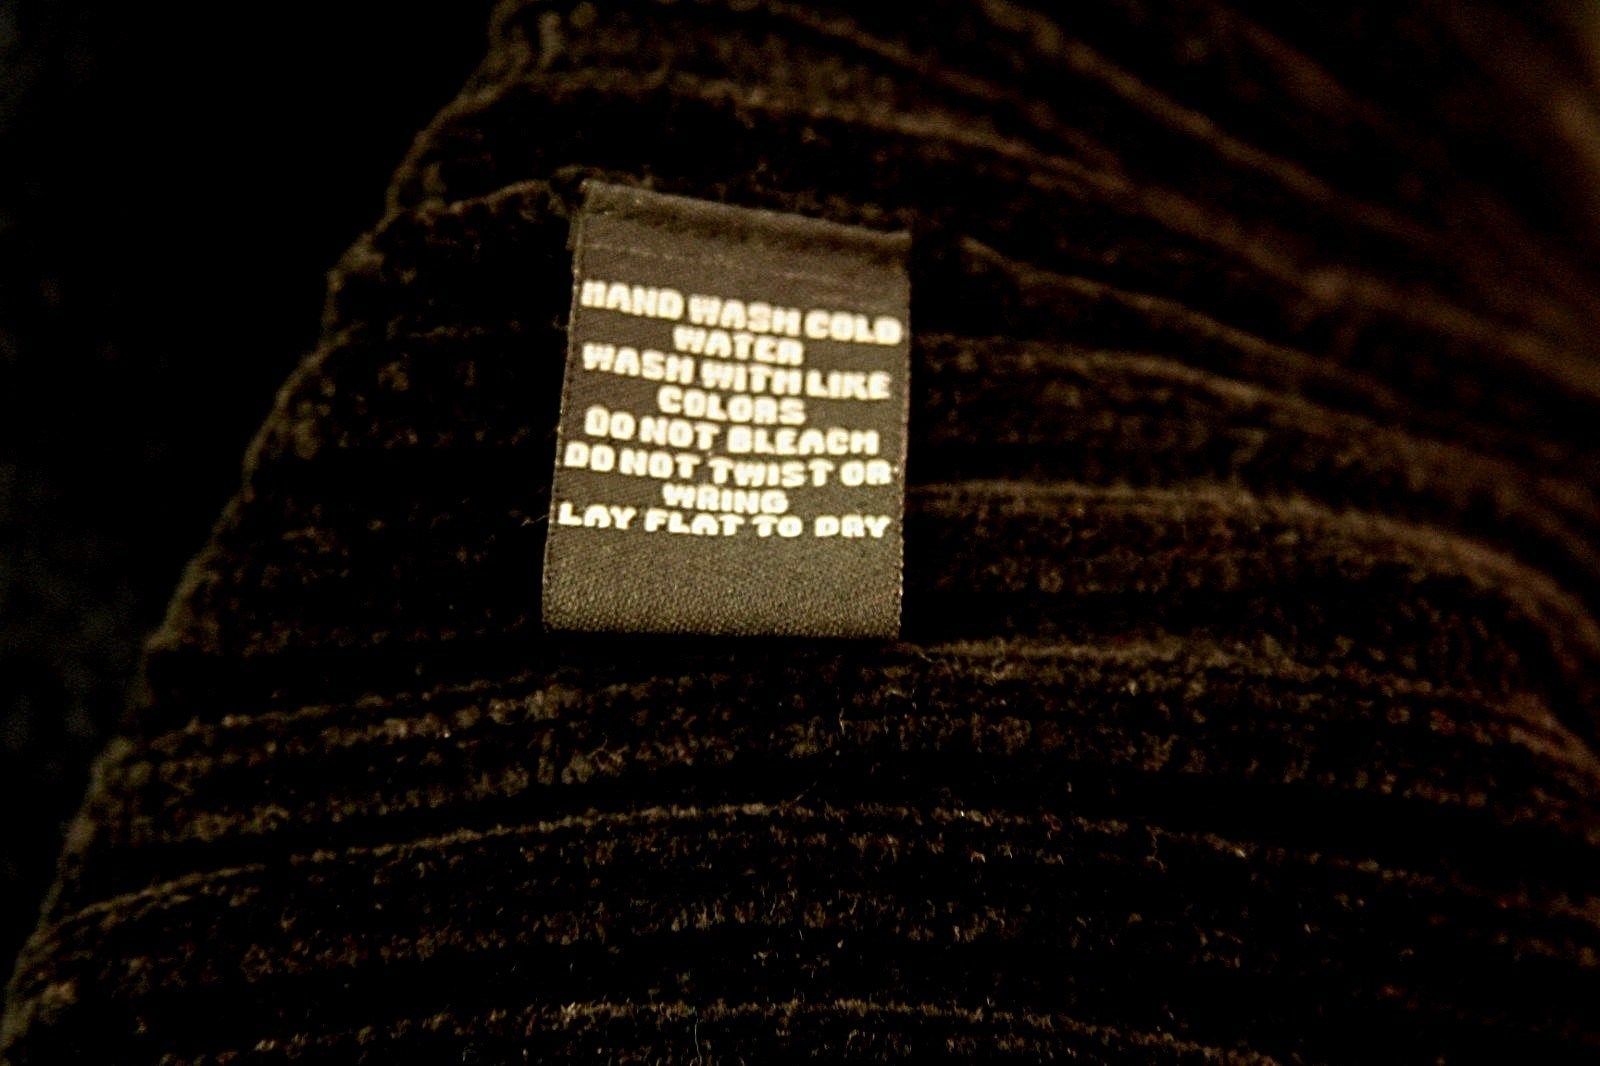 HAND WASH COLD
WATER
WASH WITH LIKE
COLORS
DO NOT BLEACH
DO NOT TWIST OR
WRING
LAY FLAT TO DRY